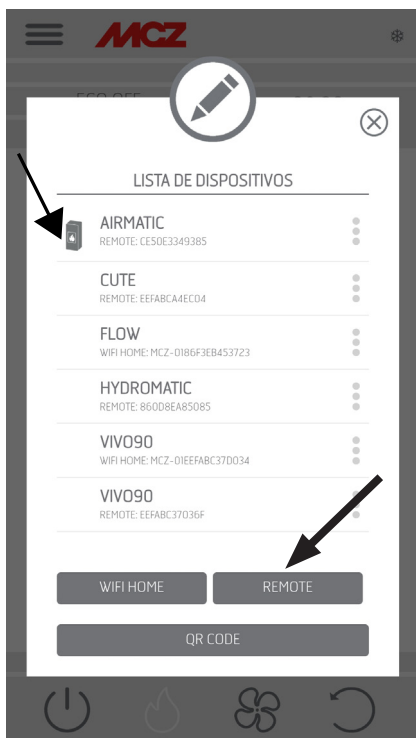 MCZ
LISTA DE DISPOSITIVOS
AIRMATIC
REMOTE: CE50E3349385
CUTE
REMOTE: EEFABCA4EC04
FLOW
WIFI HOME: MCZ-0186F3EB453723
HYDROMATIC
REMOTE: 860D8EA85085
VIVO90
WIFI HOME: MCZ-01EEFABC37D034
VIVO90
REMOTE: EEFABC37036F
WIFI HOME
REMOTE
QR CODE